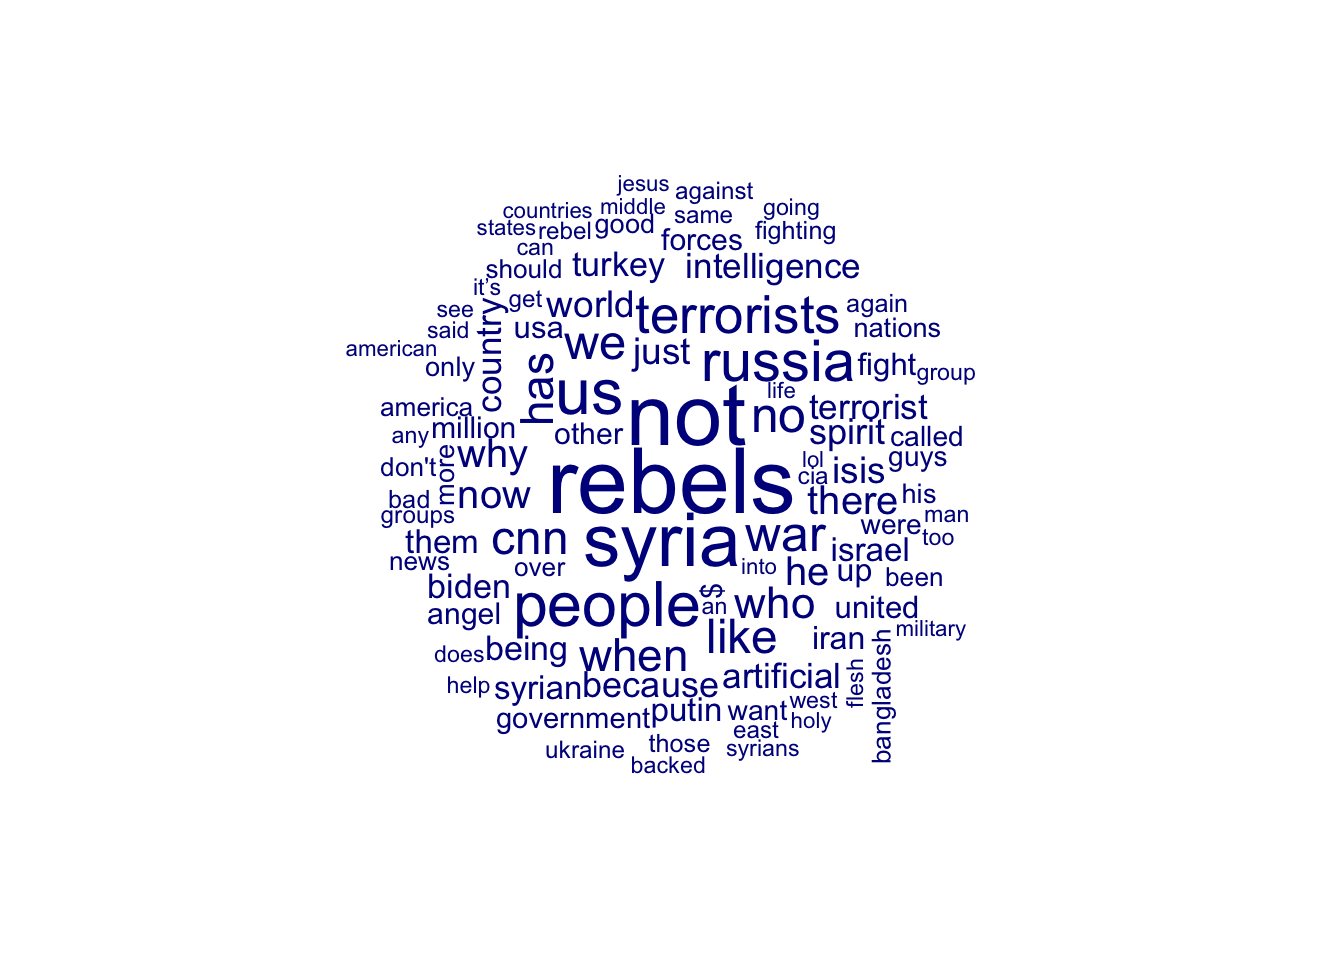 jesus
against
countries
middle
same
going
states
rebel
good
forces
fighting
can
should
turkey
intelligence
it’s
see
get
world
terrorists
again
said
country
usa
we
just
russia
nations
american
only
has
us
fight
group
life
america
not
no
terrorist
any
million
other
spirit
called
don't
more
why
rebels
lol
cia
isis
guys
bad
now
there
his
groups
man
them
cnn
syria
war
were
too
israel
news
over
into
he
up
been
biden
people
$
an
who
united
angel
like
iran
military
does
being
when
bangladesh
help
syrian
because
artificial
flesh
government
putin
want
west
holy
east
ukraine
those
syrians
backed